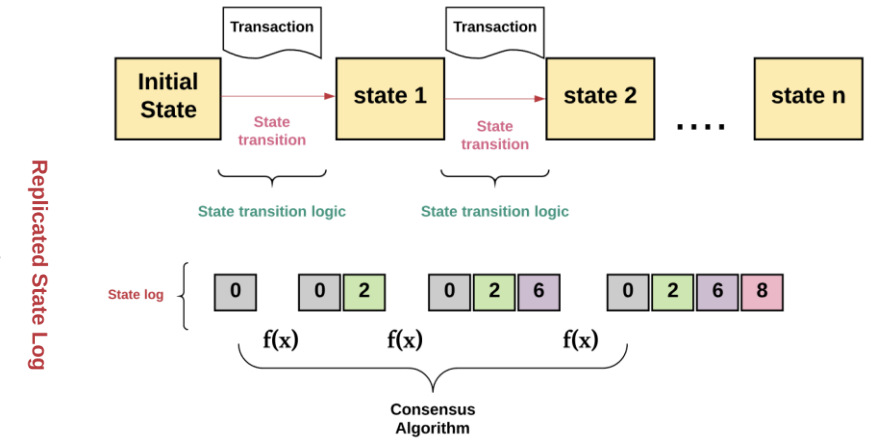 Transaction
Transaction
Initial
State
state 1
state 2
state n
....
State
transition
State
transition
State transition logic
State transition logic
Replicated State Log
State log
0
0 2
0 2 6
0 2 6 8
f(x)
f(x)
f(x)
Consensus
Algorithm